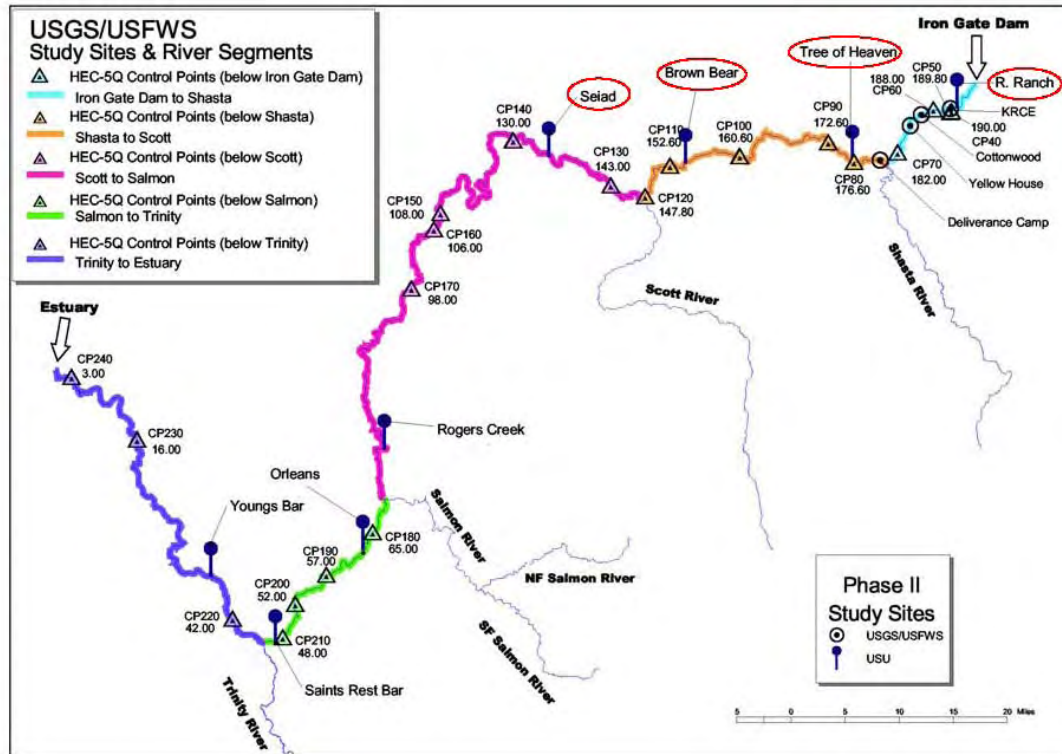 USGS/USFWS
Study Sites & River Segments
HEC-5Q Control Points (below Iron Gate Dam)
Iron Gate Dam to Shasta
HEC-5Q Control Points (below Shasta)
Shasta to Scott
HEC-5Q Control Points (below Scott)
Scott to Salmon
HEC-5Q Control Points (below Salmon)
Salmon to Trinity
HEC-5Q Control Points (below Trinity)
Trinity to Estuary
Iron Gate Dam
Tree of Heaven
Brown Bear
Seiad
R. Ranch
CP50
188.00 189.80
CP60
KRCE
190.00
CP40
Cottonwood
Yellow House
CP70
182.00
Deliverance Camp
CP90
172.60
CP80
176.60
CP100
160.60
CP110
152.60
CP120
147.80
CP130
143.00
CP140
130.00
CP150
108.00
CP160
106.00
CP170
98.00
Scott River
Shasta River
Estuary
CP240
3.00
CP230
16.00
Rogers Creek
Orleans
Youngs Bar
CP180
65.00
CP190
57.00
CP200
52.00
CP210
48.00
CP220
42.00
Saints Rest Bar
Salmon River
NF Salmon River
SF Salmon River
Trinity River
Phase II
Study Sites
USGS/USFWS
USU
5 0 5 10 15 20 Miles